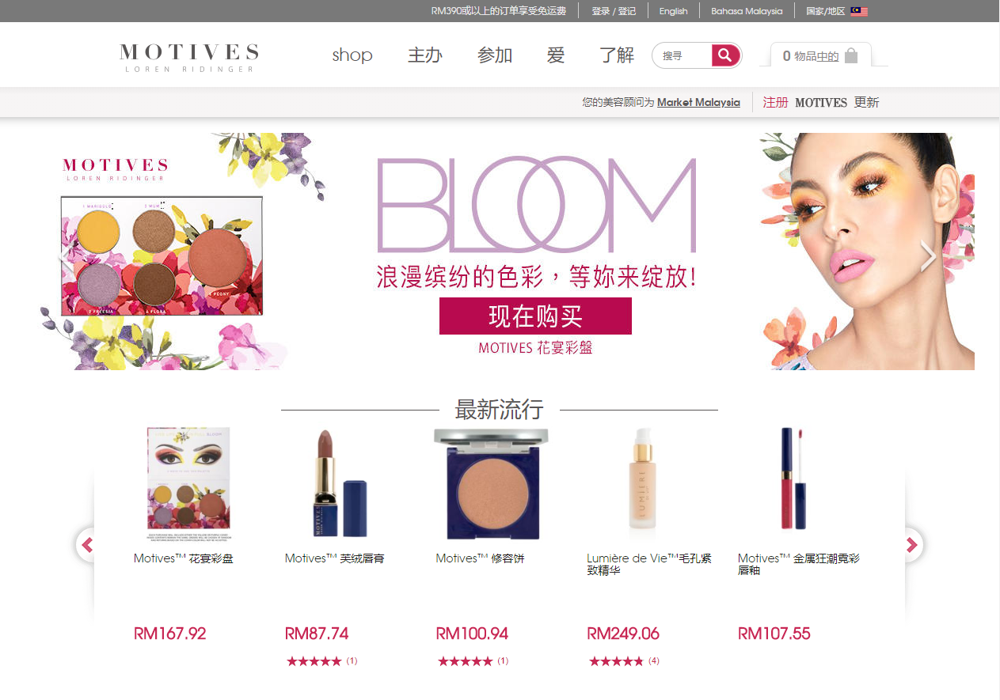 RM390或以上的订单享受免运费
登录 / 登记
English
Bahasa Malaysia
国家/地区
MOTIVES
LOREN RIDINGER
shop
主办
参加
爱
了解
搜寻
0 物品中的
您的美容顾问为 Market Malaysia
注册 MOTIVES 更新
MOTIVES
LOREN RIDINGER
1 MARIGOLD
3 MUM
5 PEONY
2 FREESIA
4 FLORA
BLOOM
浪漫缤纷的色彩，等妳来绽放!
现在购买
MOTIVES 花宴彩盤
最新流行
BLOOM
MOTIVES
LUMIÈRE
Motives™ 花宴彩盘
Motives™ 芙绒唇膏
Motives™ 修容饼
Lumière de Vie™毛孔紧
致精华
Motives™ 金属狂潮霓彩
唇釉
RM167.92
RM87.74
RM100.94
RM249.06
RM107.55
(1)
(1)
(4)